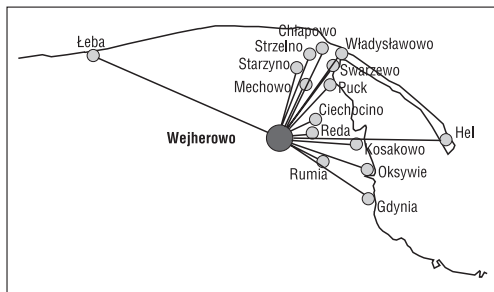 Chłapowo
Łeba
Strzelno
Władysławowo
Starzyno
Swarzewo
Mechowo
Puck
Ciechocino
Wejherowo
Reda
Hel
Kosakowo
Rumia
Oksywie
Gdynia